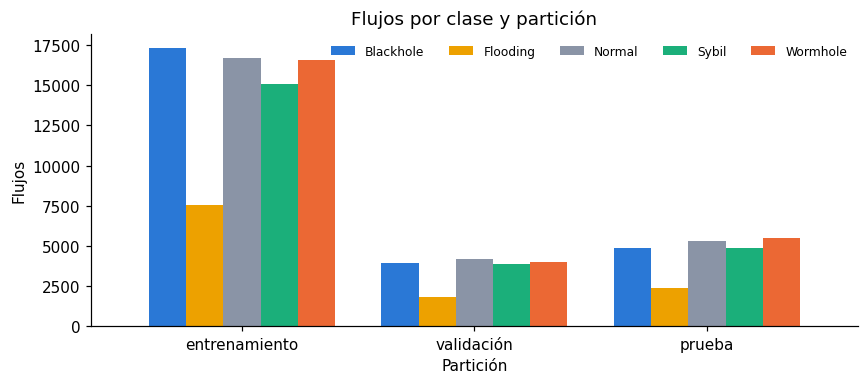 Flujos por clase y partición
Blackhole Flooding Normal Sybil Wormhole
17500
15000
12500
10000
7500
5000
2500
0
Flujos
entrenamiento validación prueba
Partición